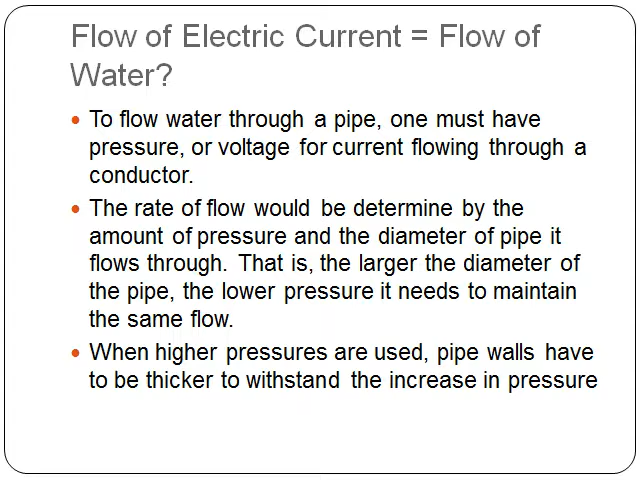 Flow of Electric Current = Flow of
Water?
• To flow water through a pipe, one must have
pressure, or voltage for current flowing through a
conductor.
• The rate of flow would be determine by the
amount of pressure and the diameter of pipe it
flows through. That is, the larger the diameter of
the pipe, the lower pressure it needs to maintain
the same flow.
• When higher pressures are used, pipe walls have
to be thicker to withstand the increase in pressure